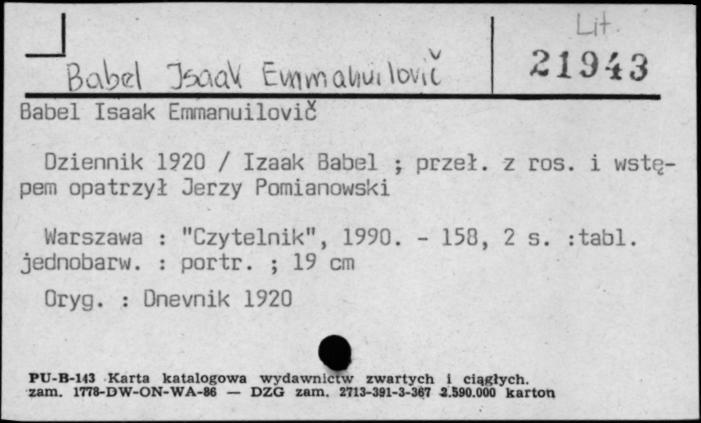 Lit.
21943
Babel Isaak Emmanuilovič
Babel Isaak Emmanuilovič
Dziennik 1920 / Izaak Babel ; przeł. z ros. i wstę-
pem opatrzył Jerzy Pomianowski
Warszawa : "Czytelnik", 1990. - 158, 2 s. :tabl.
jednobarw. : portr. ; 19 cm
Oryg. : Dnevnik 1920
PU-B-143 Karta katalogowa wydawnictw zwartych i ciągłych.
zam. 1778-DW-ON-WA-86 — DZG zam. 2713-391-3-367 2.590.000 karton